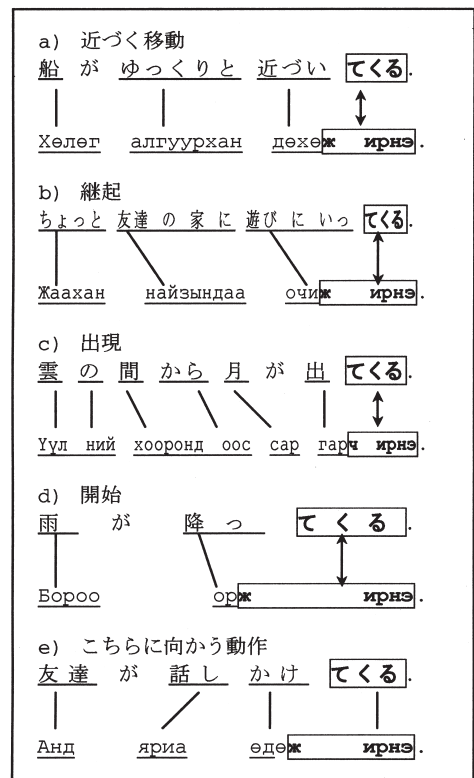 a) 近づく移動
船 が ゆっくりと 近づい てくる.
Хөлөг алгуурхан дөхөж ирнэ.
b) 継起
ちょっと 友達 の 家 に 遊び に いっ てくる.
Жаахан найзындаа очиж ирнэ.
c) 出現
雲 の 間 から 月 が 出 てくる.
Үүл ний хооронд оос сар гарч ирнэ.
d) 開始
雨 が 降っ てくる.
Бороо орж ирнэ.
e) こちらに向かう動作
友達 が 話し かけ てくる.
Анд яриа өдөж ирнэ.